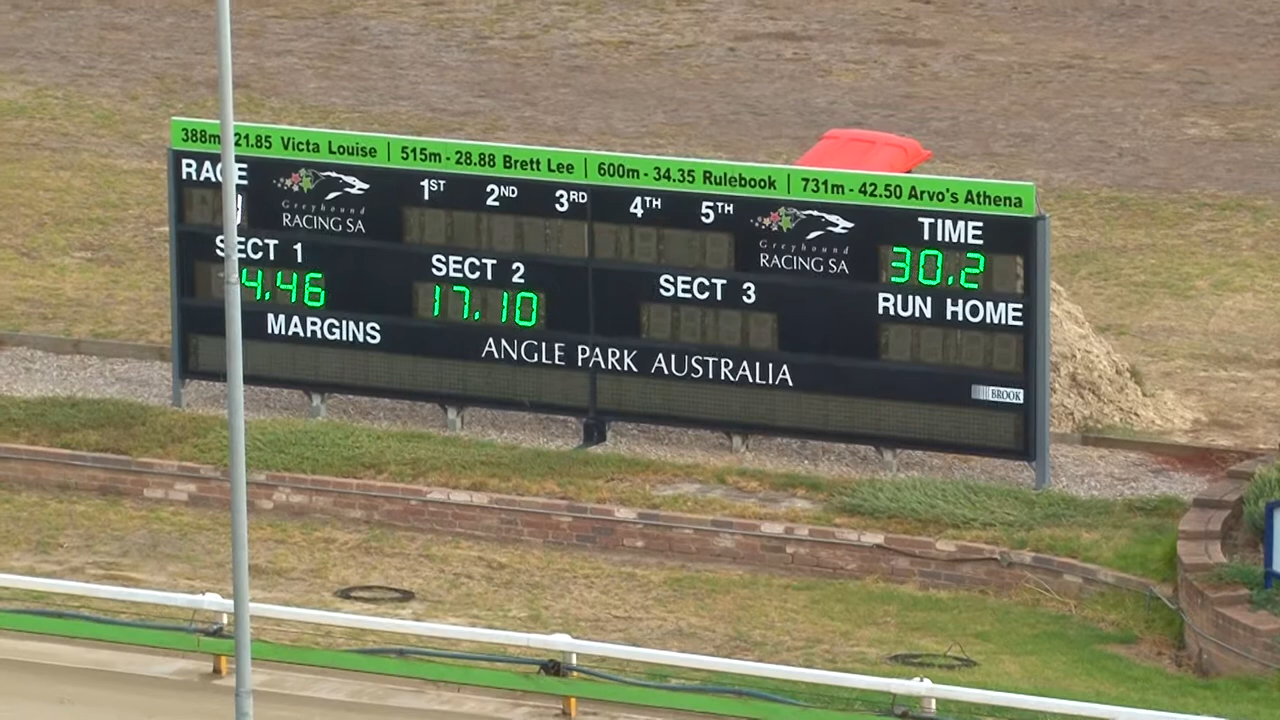 388m 21.85 Victa Louise | 515m - 28.88 Brett Lee | 600m - 34.35 Rulebook | 731m - 42.50 Arvo's Athena
RACE
Greyhound
RACING SA
1ST 2ND 3RD 4TH 5TH
Greyhound
RACING SA
TIME
30.2
SECT 1
4.46
SECT 2
17.10
SECT 3
RUN HOME
MARGINS
ANGLE PARK AUSTRALIA
BROOK